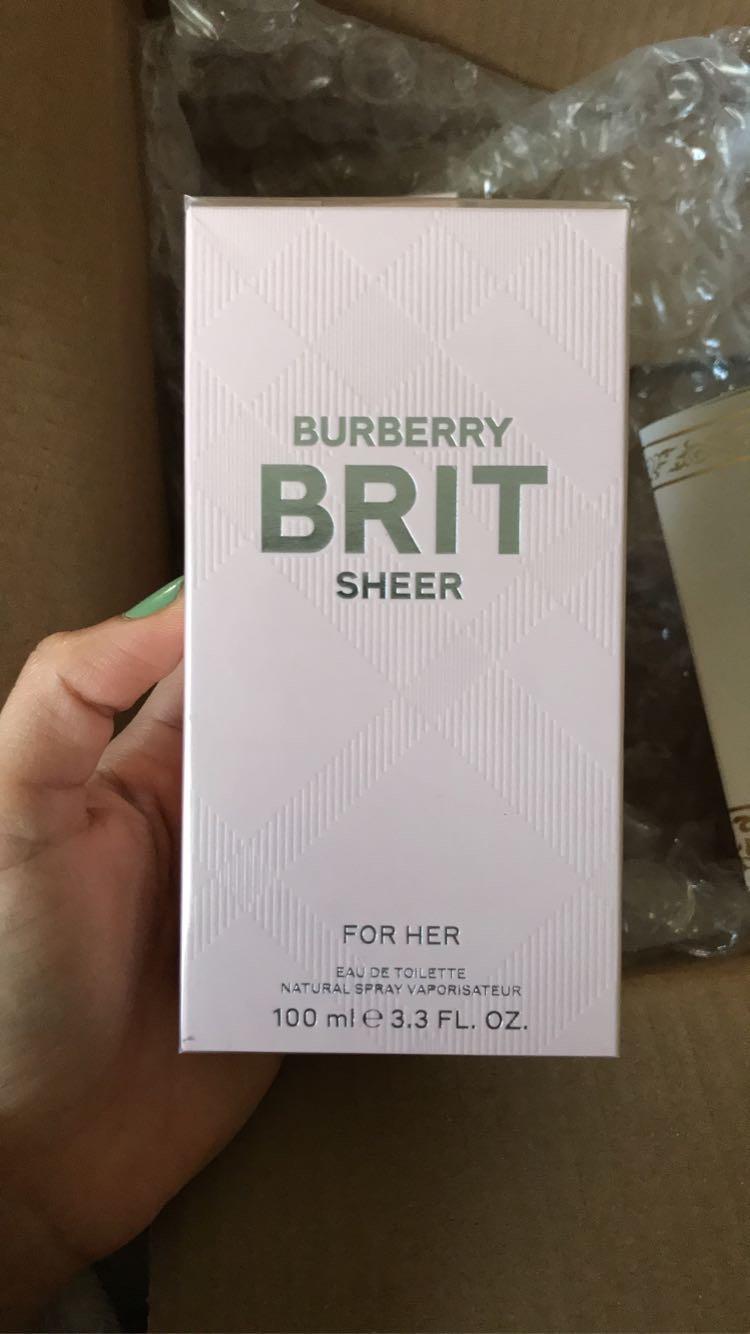 BURBERRY
BRIT
SHEER
FOR HER
EAU DE TOILETTE
NATURAL SPRAY VAPORISATEUR
100 ml ℮ 3.3 FL. OZ.